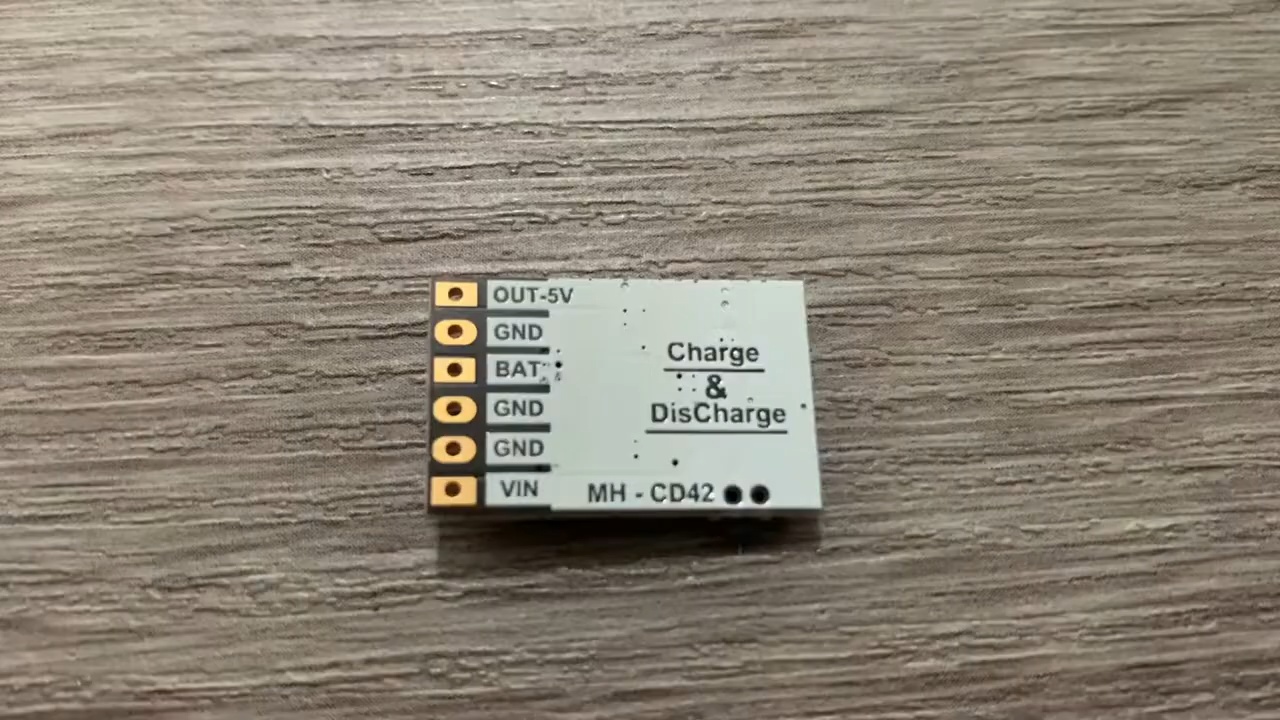 OUT-5V
GND
BAT
GND
GND
VIN
Charge
&
DisCharge
MH - CD42